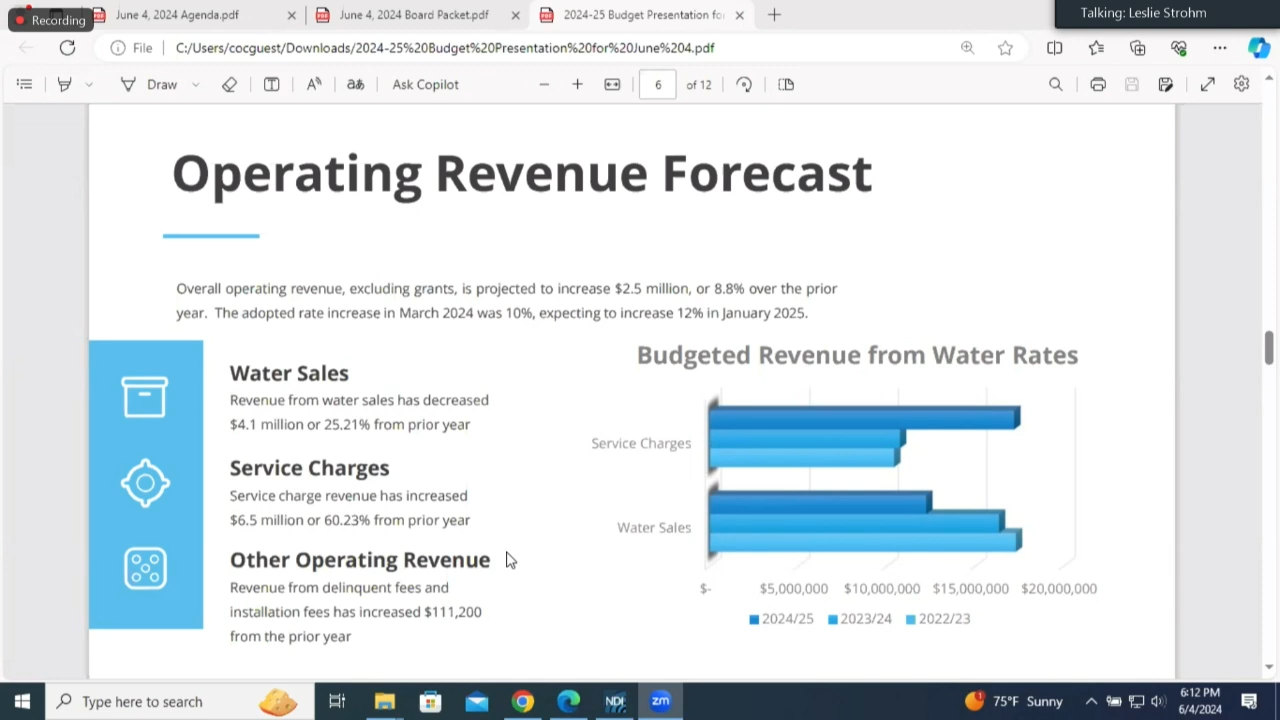 Recording
June 4, 2024 Agenda.pdf
June 4, 2024 Board Packet.pdf
2024-25 Budget Presentation fo
Talking: Leslie Strohm
File
C:/Users/cocguest/Downloads/2024-25%20Budget%20Presentation%20for%20June%204.pdf
Draw
Ask Copilot
6
of 12
Operating Revenue Forecast
Overall operating revenue, excluding grants, is projected to increase $2.5 million, or 8.8% over the prior
year. The adopted rate increase in March 2024 was 10%, expecting to increase 12% in January 2025.
Water Sales
Revenue from water sales has decreased
$4.1 million or 25.21% from prior year
Service Charges
Service charge revenue has increased
$6.5 million or 60.23% from prior year
Other Operating Revenue
Revenue from delinquent fees and
installation fees has increased $111,200
from the prior year
Budgeted Revenue from Water Rates
Service Charges
Water Sales
$-
$5,000,000
$10,000,000
$15,000,000
$20,000,000
2024/25
2023/24
2022/23
Type here to search
NDI
zm
75°F Sunny
6:12 PM
6/4/2024